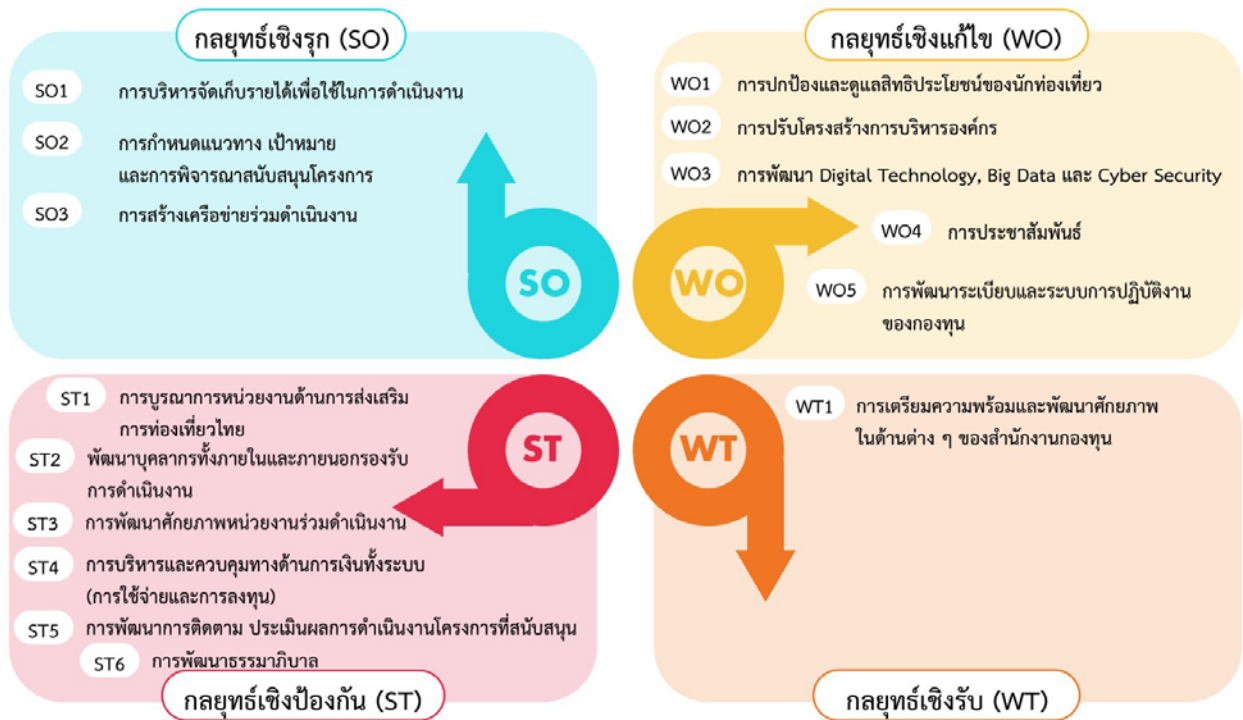 กลยุทธ์เชิงรุก (SO)
SO1 การบริหารจัดเก็บรายได้เพื่อใช้ในการดำเนินงาน
SO2 การกำหนดแนวทาง เป้าหมาย
และการพิจารณาสนับสนุนโครงการ
SO3 การสร้างเครือข่ายร่วมดำเนินงาน
SO
กลยุทธ์เชิงแก้ไข (WO)
WO1 การปกป้องและดูแลสิทธิประโยชน์ของนักท่องเที่ยว
WO2 การปรับโครงสร้างการบริหารองค์กร
WO3 การพัฒนา Digital Technology, Big Data และ Cyber Security
WO4 การประชาสัมพันธ์
WO5 การพัฒนาระเบียบและระบบการปฏิบัติงาน
ของกองทุน
WO
ST1 การบูรณาการหน่วยงานด้านการส่งเสริม
การท่องเที่ยวไทย
ST2 พัฒนาบุคลากรทั้งภายในและภายนอกรองรับ
การดำเนินงาน
ST3 การพัฒนาศักยภาพหน่วยงานร่วมดำเนินงาน
ST4 การบริหารและควบคุมทางด้านการเงินทั้งระบบ
(การใช้จ่ายและการลงทุน)
ST5 การพัฒนาการติดตาม ประเมินผลการดำเนินงานโครงการที่สนับสนุน
ST6 การพัฒนาธรรมาภิบาล
ST
กลยุทธ์เชิงป้องกัน (ST)
WT1 การเตรียมความพร้อมและพัฒนาศักยภาพ
ในด้านต่าง ๆ ของสำนักงานกองทุน
WT
กลยุทธ์เชิงรับ (WT)